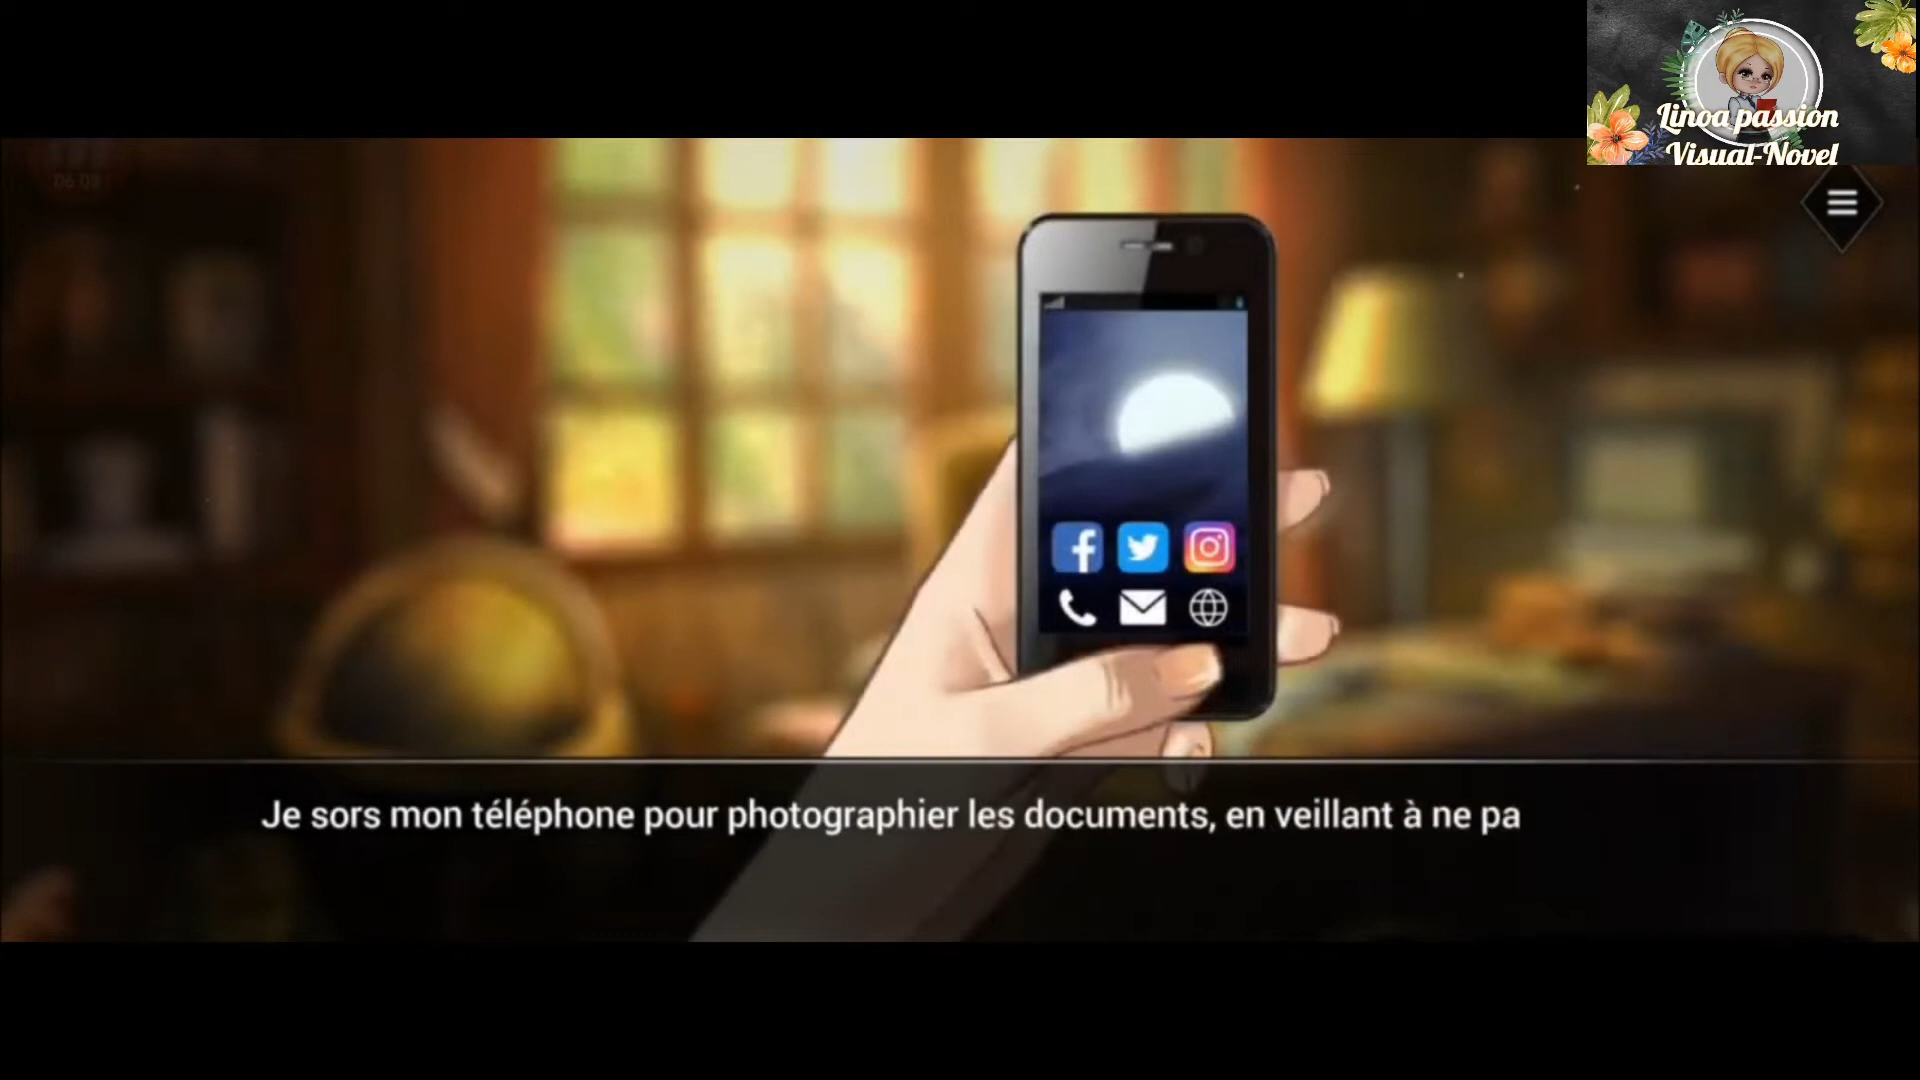 Linoa passion
Visual-Novel
Je sors mon téléphone pour photographier les documents, en veillant à ne pa